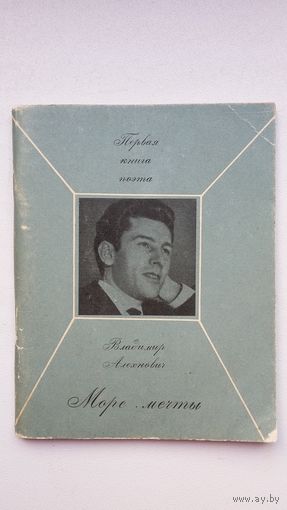 Первая
книга
поэта
Владимир
Алехнович
Море мечты
www.ay.by